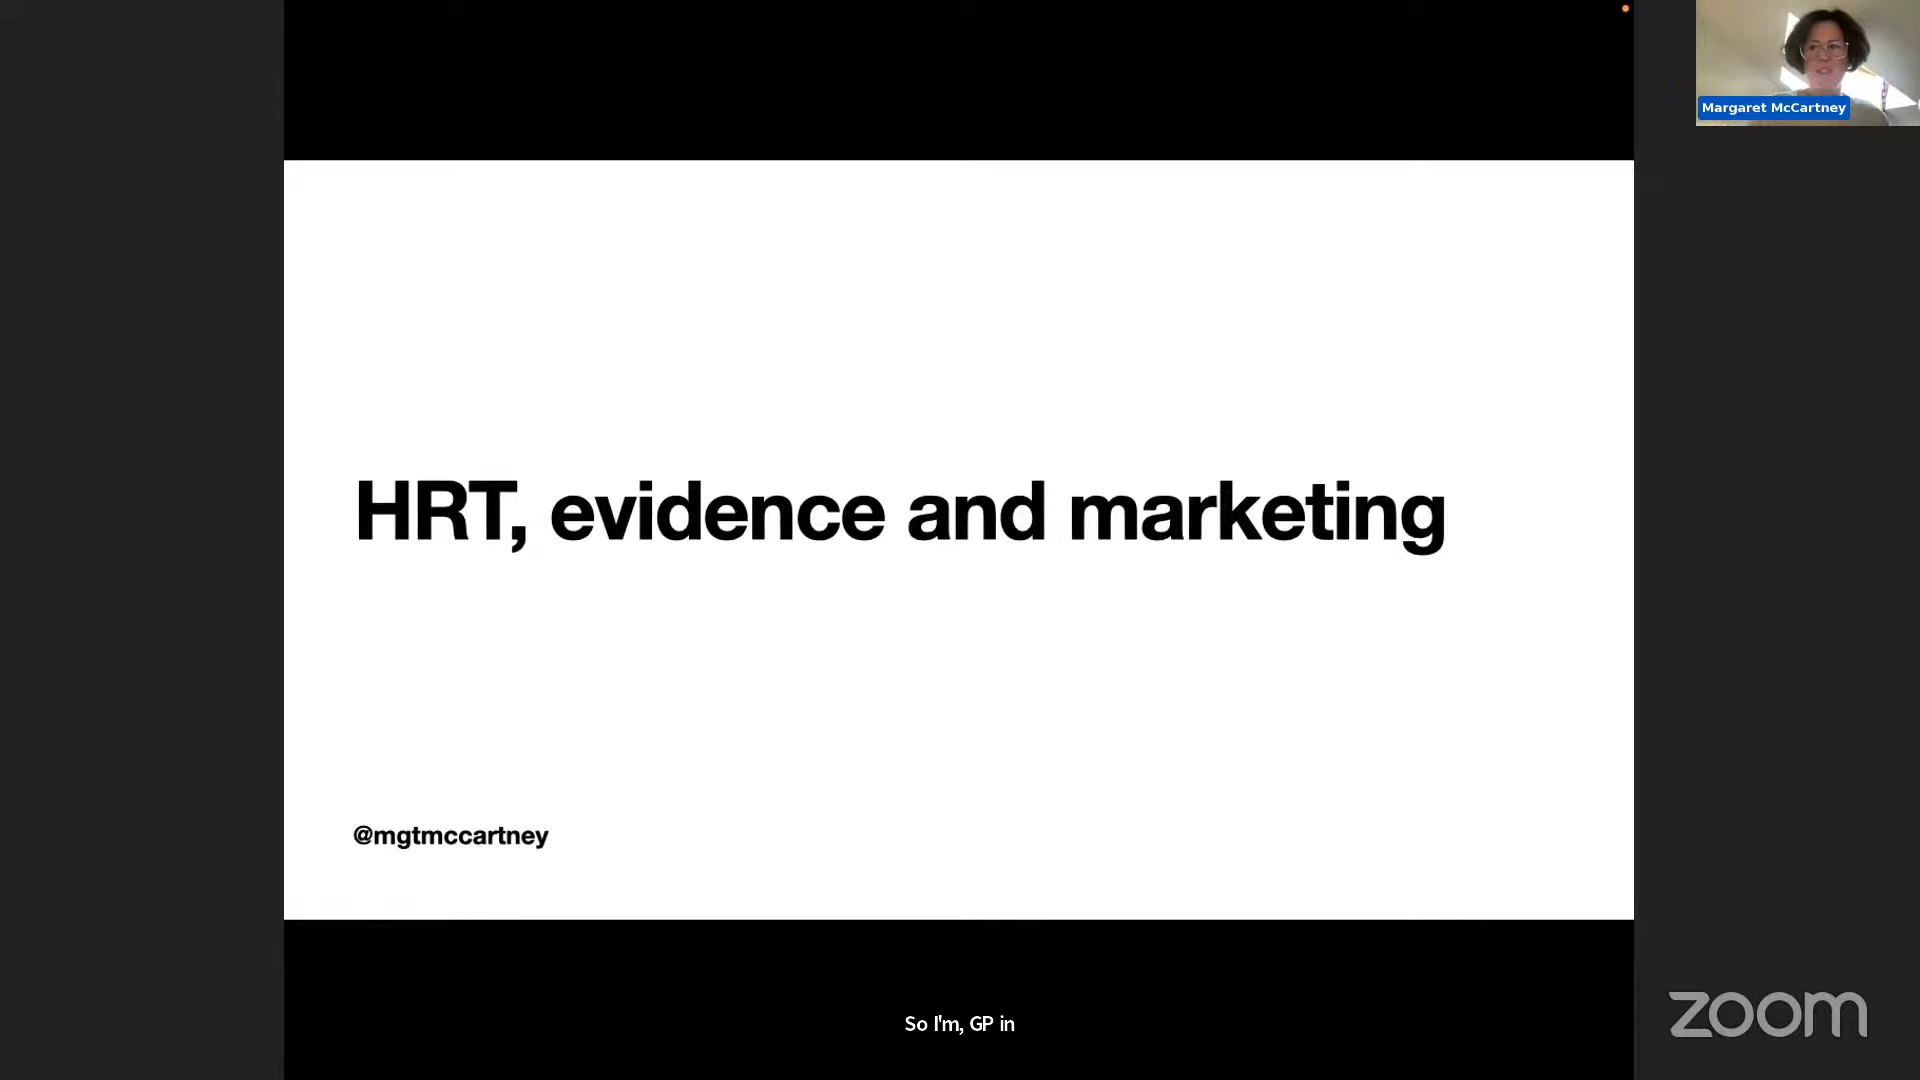 Margaret McCartney
HRT, evidence and marketing
@mgtmccartney
So I'm, GP in
zoom